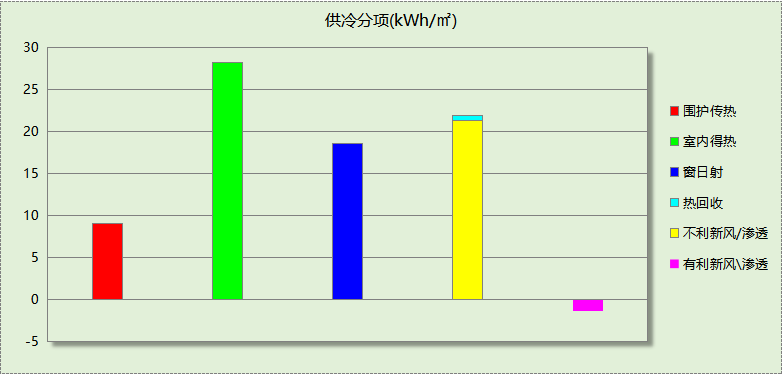 供冷分项(kWh/㎡)
30
25
20
15
10
5
0
-5
围护传热
室内得热
窗日射
热回收
不利新风/渗透
有利新风\渗透